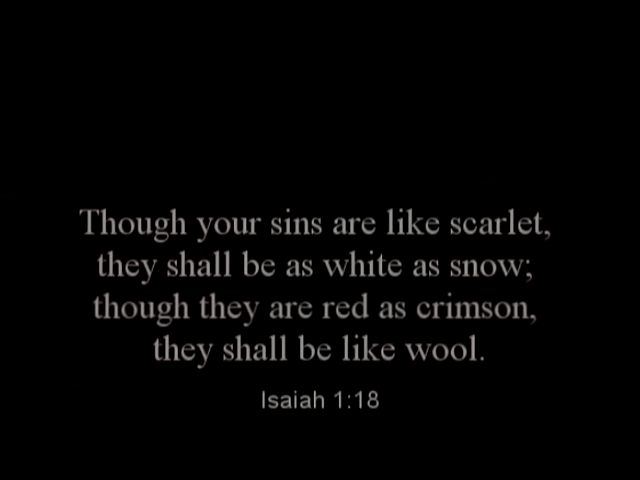 Though your sins are like scarlet,
they shall be as white as snow;
though they are red as crimson,
they shall be like wool.
Isaiah 1:18